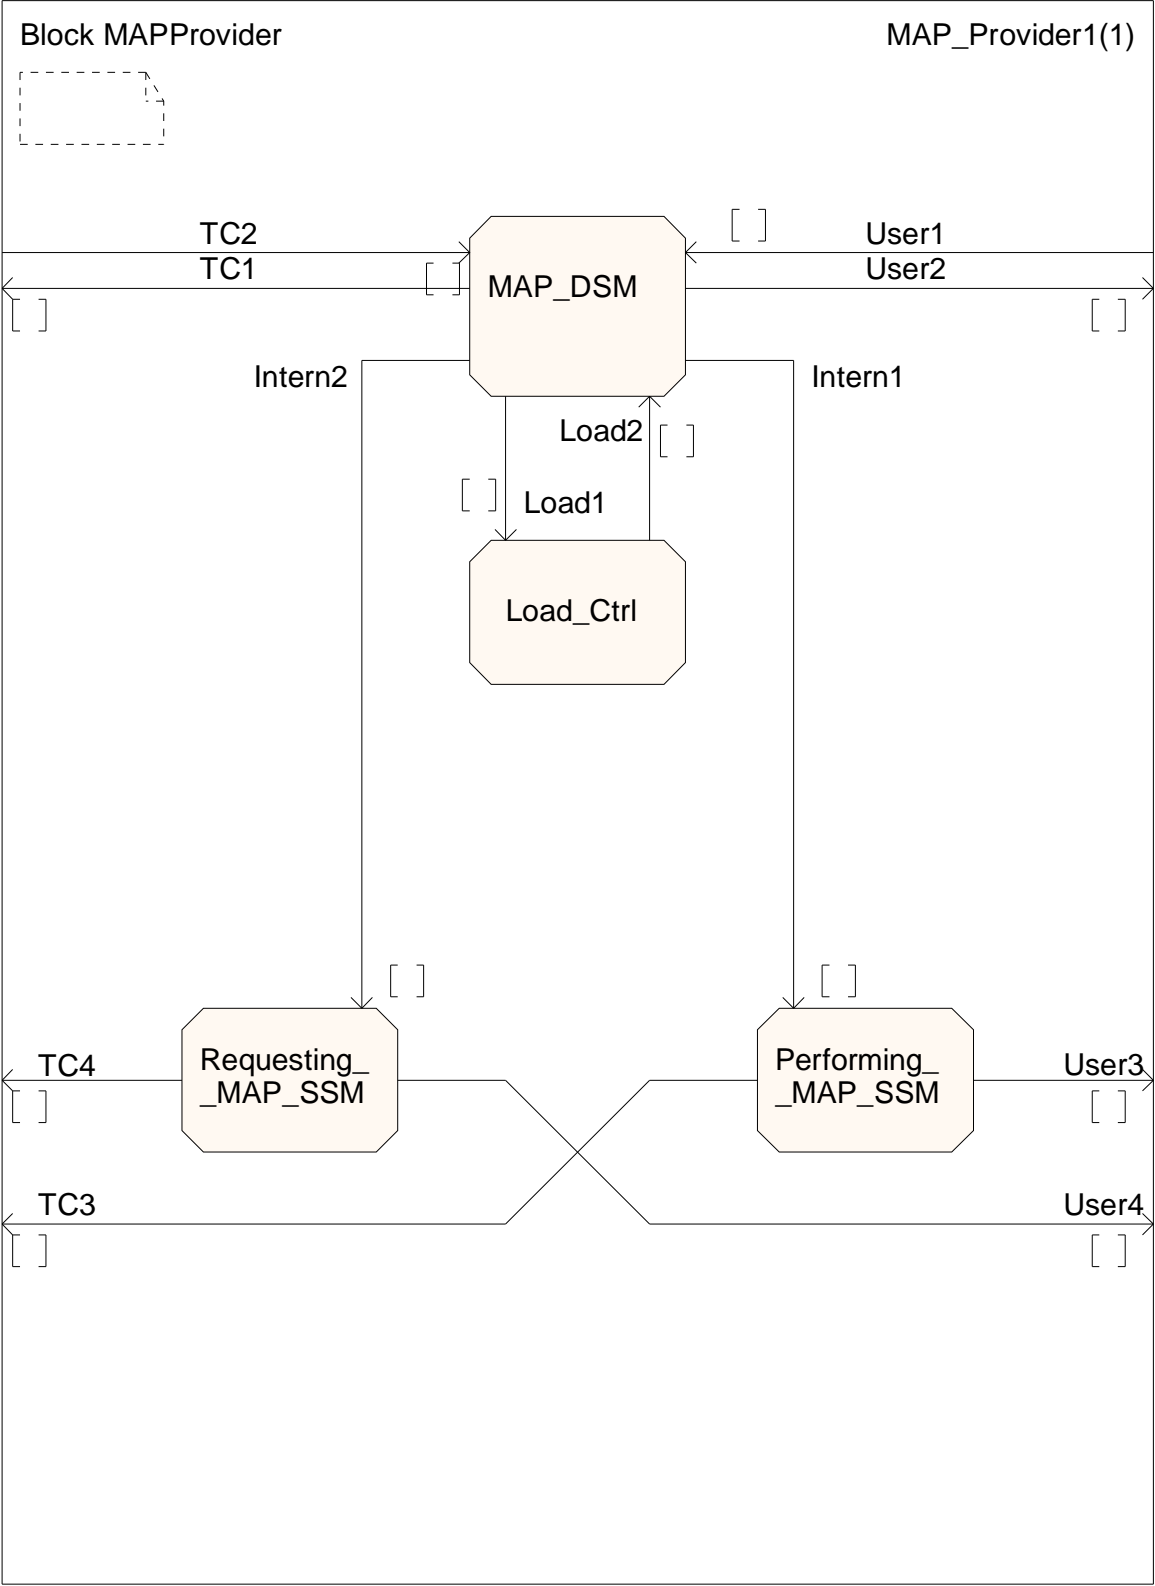 Block MAPProvider
MAP_Provider1(1)
TC2
[ ]
User1
TC1
[ ]
MAP_DSM
User2
[ ]
[ ]
Intern2
Intern1
Load2
[ ]
[ ]
Load1
Load_Ctrl
[ ]
[ ]
TC4
Requesting_
_MAP_SSM
Performing_
_MAP_SSM
User3
[ ]
[ ]
TC3
User4
[ ]
[ ]